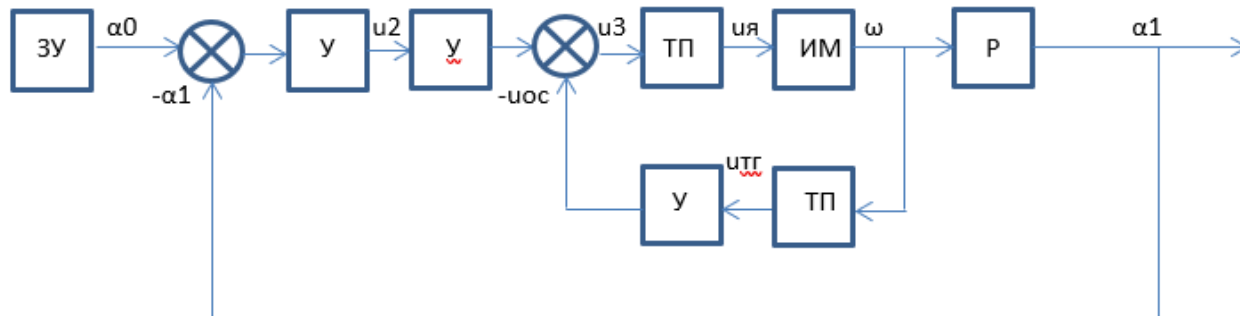 ЗУ
α0
-α1
У
u2
У
-uос
u3
ТП
uя
ИМ
ω
Р
α1
У
uтг
ТП